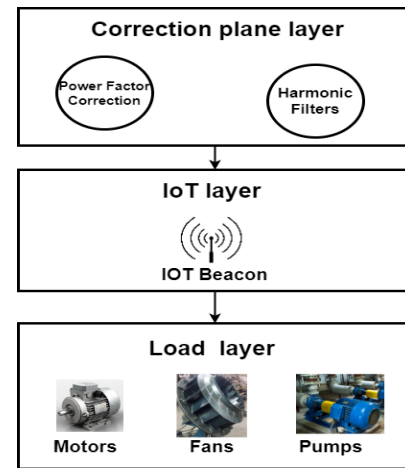 Correction plane layer
Power Factor
Correction
Harmonic
Filters
IoT layer
IOT Beacon
Load layer
Motors
Fans
Pumps